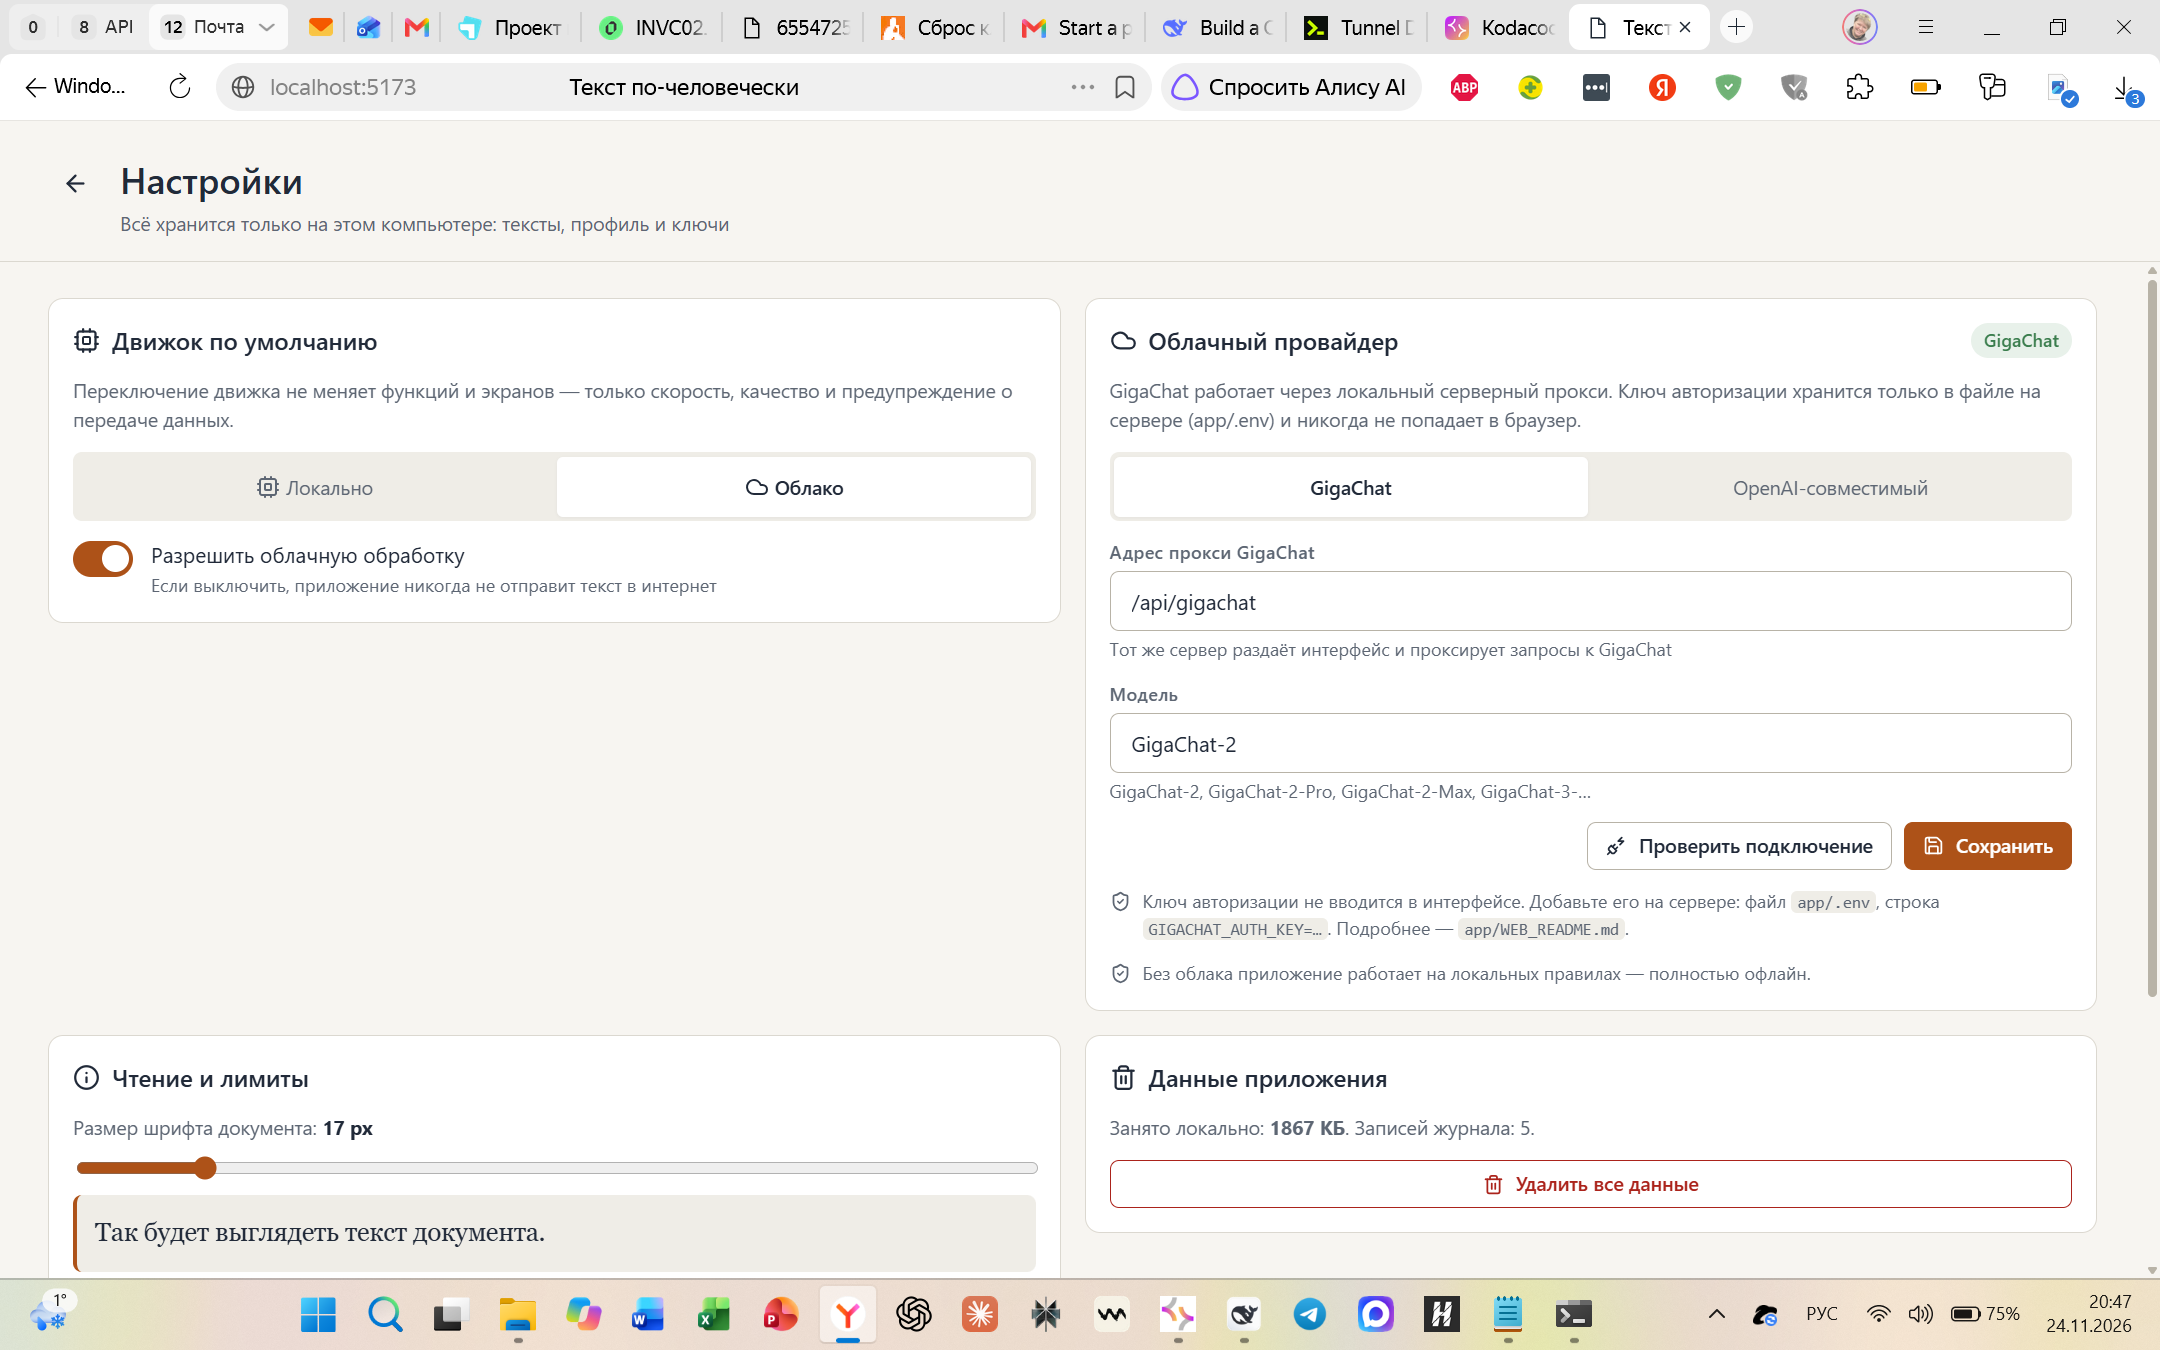 0
8 API
12 Почта
Проект
INVC02.
6554725
Сброс к
Start a p
Build a C
Tunnel D
Kodacoc
Текст
Windo...
localhost:5173
Текст по-человечески
Спросить Алису AI
ABP
Я
3
Настройки
Всё хранится только на этом компьютере: тексты, профиль и ключи
Движок по умолчанию
Переключение движка не меняет функций и экранов — только скорость, качество и предупреждение о
передаче данных.
Локально
Облако
Разрешить облачную обработку
Если выключить, приложение никогда не отправит текст в интернет
Облачный провайдер
GigaChat
GigaChat работает через локальный серверный прокси. Ключ авторизации хранится только в файле на
сервере (app/.env) и никогда не попадает в браузер.
GigaChat
OpenAI-совместимый
Адрес прокси GigaChat
/api/gigachat
Тот же сервер раздаёт интерфейс и проксирует запросы к GigaChat
Модель
GigaChat-2
GigaChat-2, GigaChat-2-Pro, GigaChat-2-Max, GigaChat-3-...
Проверить подключение
Сохранить
Ключ авторизации не вводится в интерфейсе. Добавьте его на сервере: файл app/.env, строка
GIGACHAT_AUTH_KEY=…. Подробнее — app/WEB_README.md.
Без облака приложение работает на локальных правилах — полностью офлайн.
Чтение и лимиты
Размер шрифта документа: 17 px
Так будет выглядеть текст документа.
Данные приложения
Занято локально: 1867 КБ. Записей журнала: 5.
Удалить все данные
1°
РУС
75%
20:47
24.11.2026